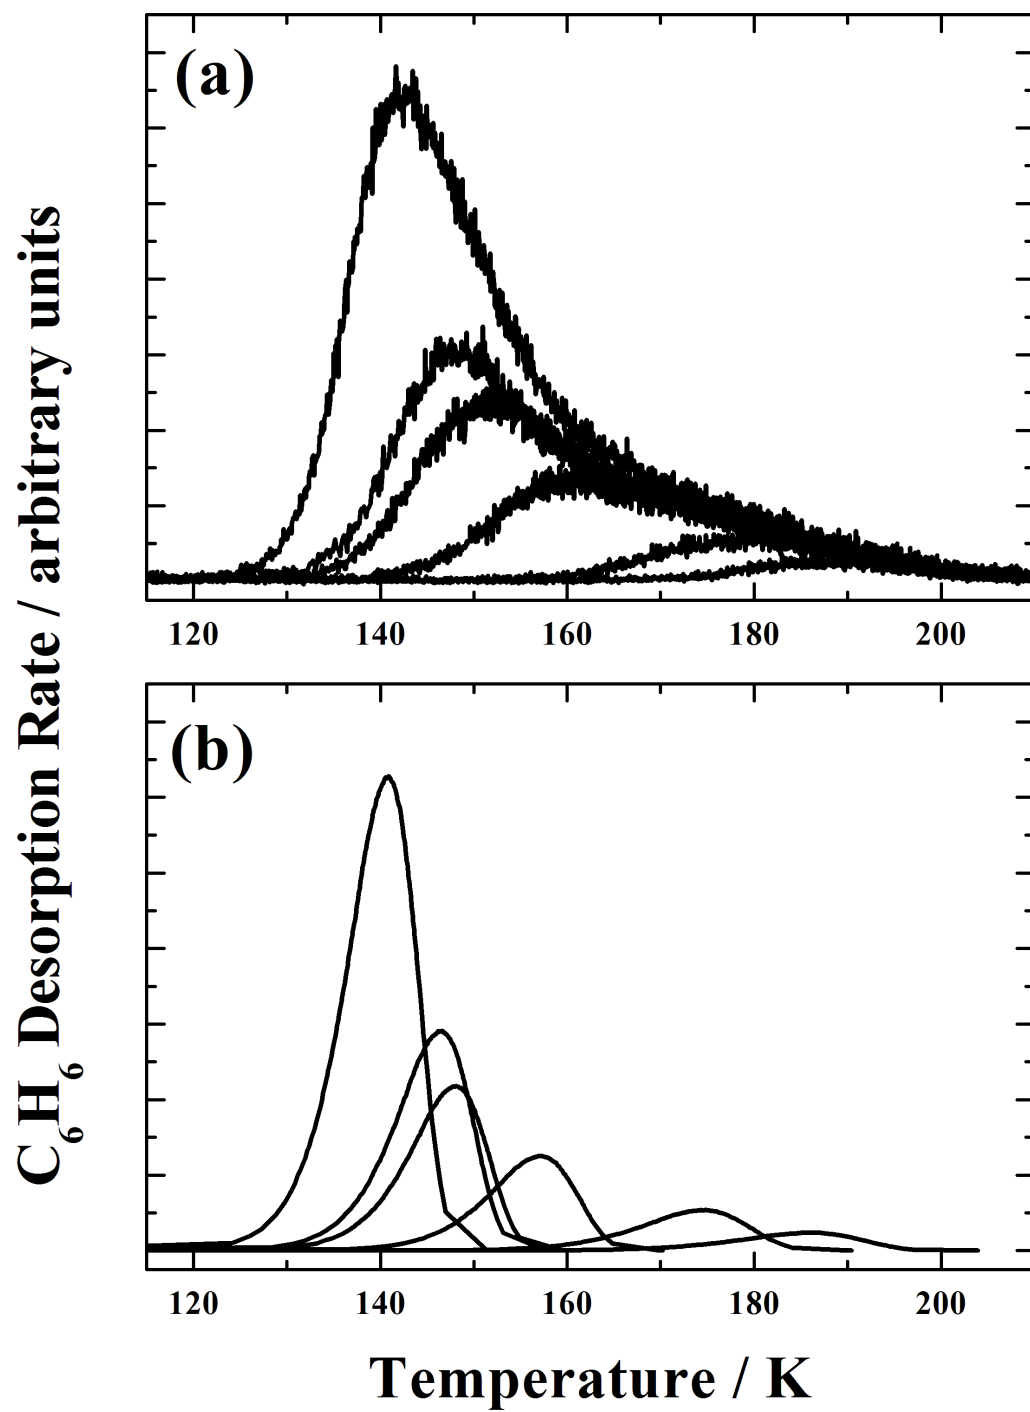 C6H6 Desorption Rate / arbitrary units
(a)
120 140 160 180 200
(b)
120 140 160 180 200
Temperature / K